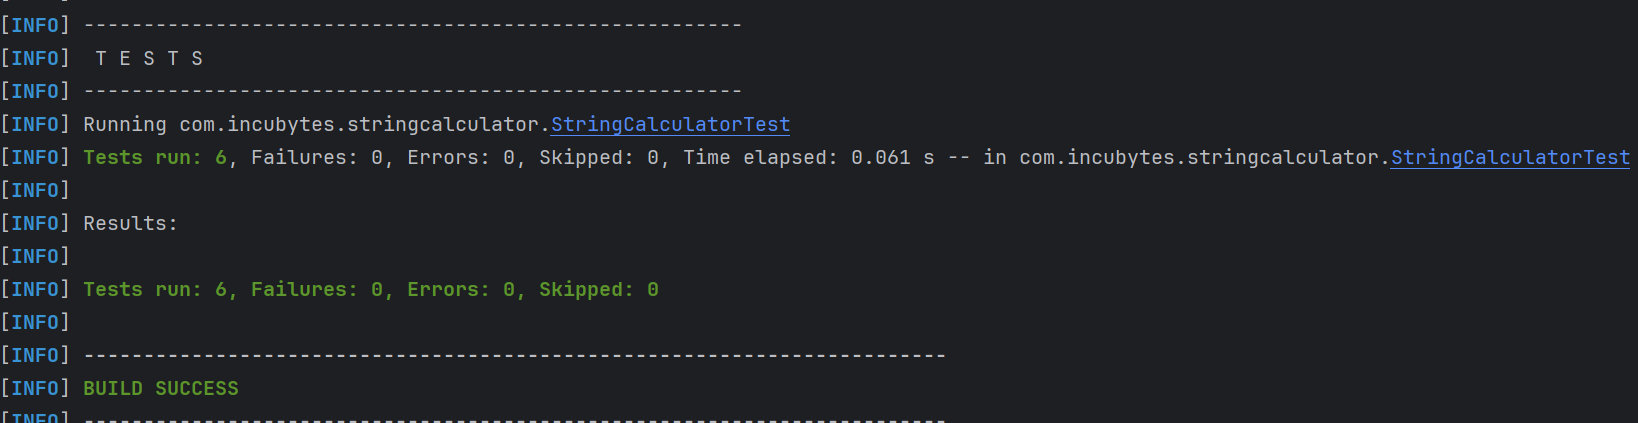 [INFO] -------------------------------------------------------
[INFO]  T E S T S
[INFO] -------------------------------------------------------
[INFO] Running com.incubytes.stringcalculator.StringCalculatorTest
[INFO] Tests run: 6, Failures: 0, Errors: 0, Skipped: 0, Time elapsed: 0.061 s -- in com.incubytes.stringcalculator.StringCalculatorTest
[INFO]
[INFO] Results:
[INFO]
[INFO] Tests run: 6, Failures: 0, Errors: 0, Skipped: 0
[INFO]
[INFO] ------------------------------------------------------------------------
[INFO] BUILD SUCCESS
[INFO] ------------------------------------------------------------------------